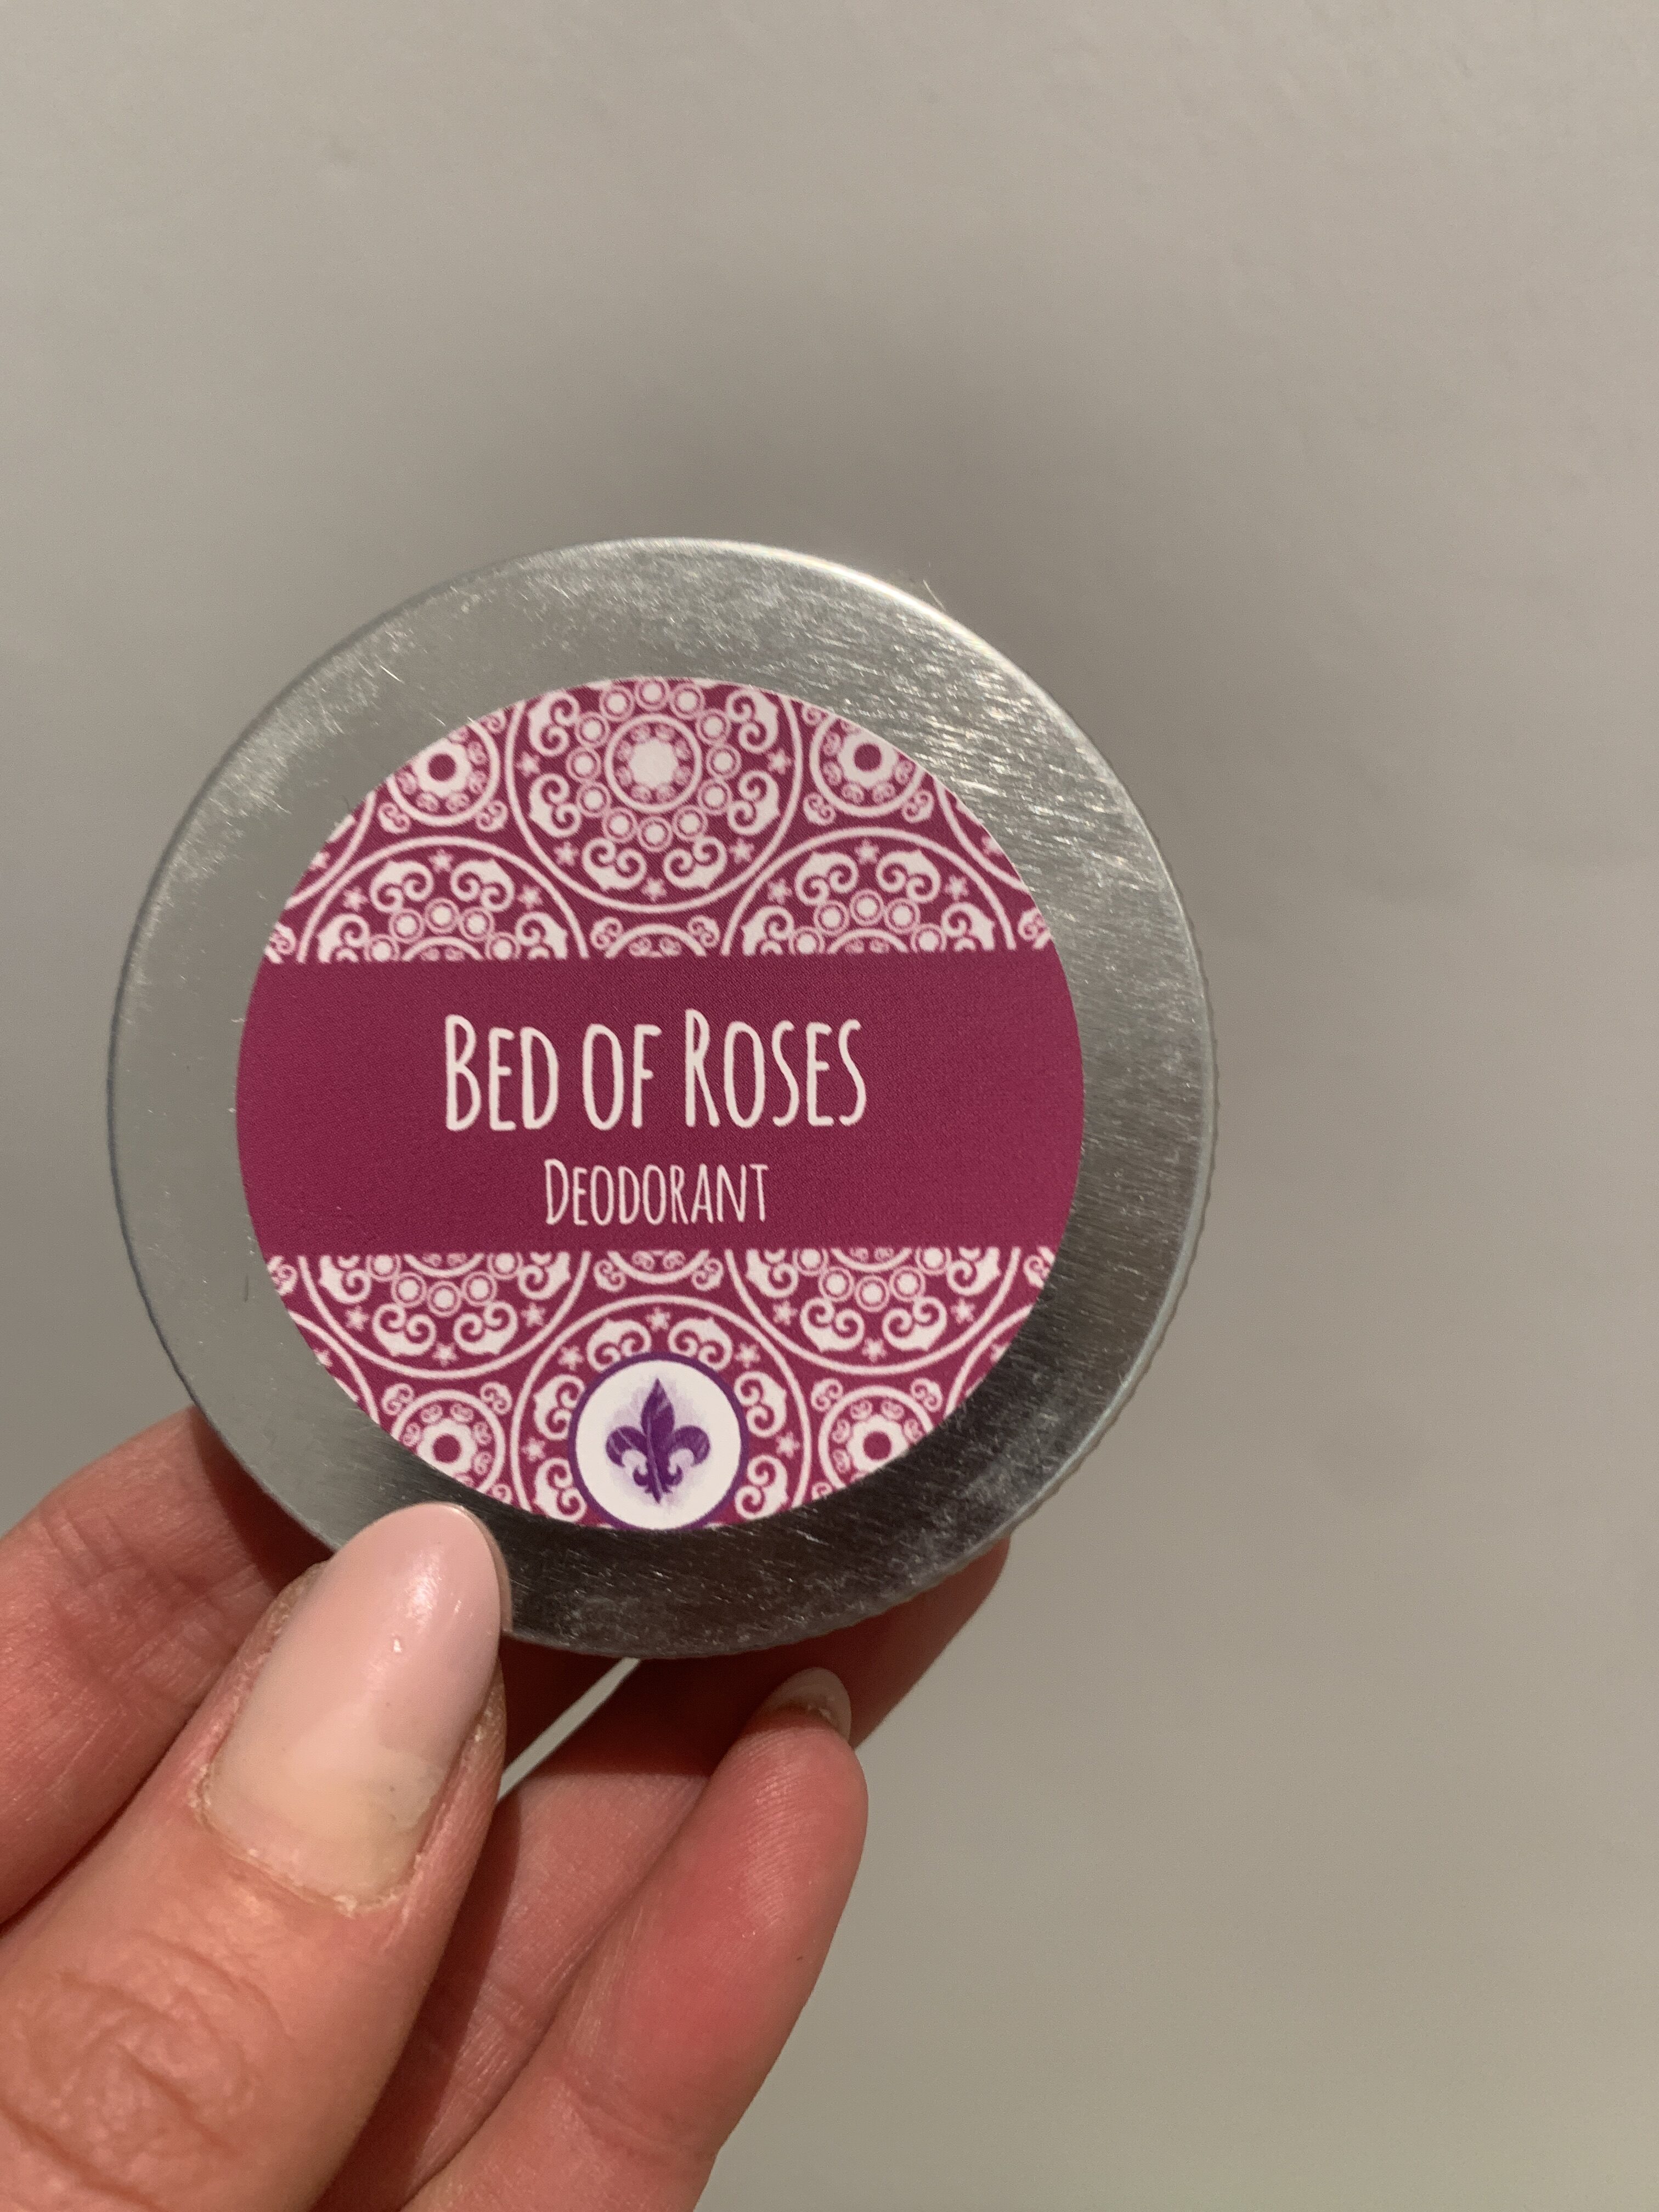 Bed of Roses
Deodorant